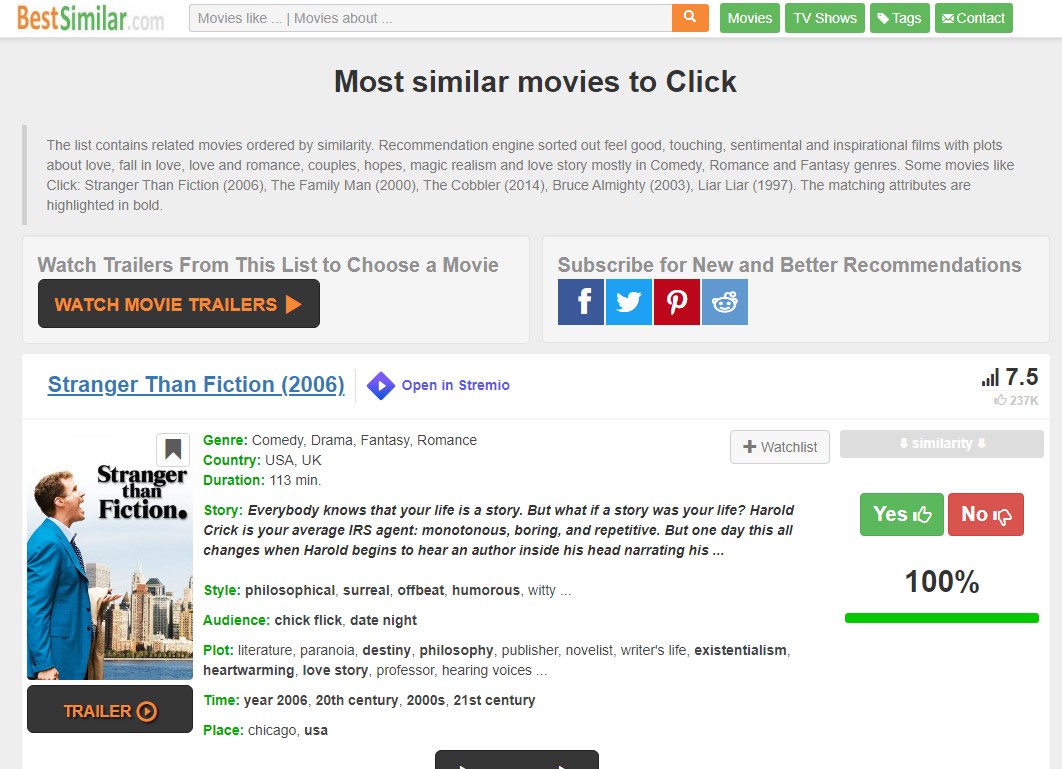 BestSimilar.com
Movies like ... | Movies about ...
Movies
TV Shows
Tags
Contact
Most similar movies to Click
The list contains related movies ordered by similarity. Recommendation engine sorted out feel good, touching, sentimental and inspirational films with plots
about love, fall in love, love and romance, couples, hopes, magic realism and love story mostly in Comedy, Romance and Fantasy genres. Some movies like
Click: Stranger Than Fiction (2006), The Family Man (2000), The Cobbler (2014), Bruce Almighty (2003), Liar Liar (1997). The matching attributes are
highlighted in bold.
Watch Trailers From This List to Choose a Movie
WATCH MOVIE TRAILERS
Subscribe for New and Better Recommendations
Stranger Than Fiction (2006)
Open in Stremio
7.5
237K
Stranger
than
Fiction.
TRAILER
Genre: Comedy, Drama, Fantasy, Romance
Country: USA, UK
Duration: 113 min.
Story: Everybody knows that your life is a story. But what if a story was your life? Harold
Crick is your average IRS agent: monotonous, boring, and repetitive. But one day this all
changes when Harold begins to hear an author inside his head narrating his ...
Style: philosophical, surreal, offbeat, humorous, witty ...
Audience: chick flick, date night
Plot: literature, paranoia, destiny, philosophy, publisher, novelist, writer's life, existentialism,
heartwarming, love story, professor, hearing voices ...
Time: year 2006, 20th century, 2000s, 21st century
Place: chicago, usa
Watchlist
similarity
Yes
No
100%